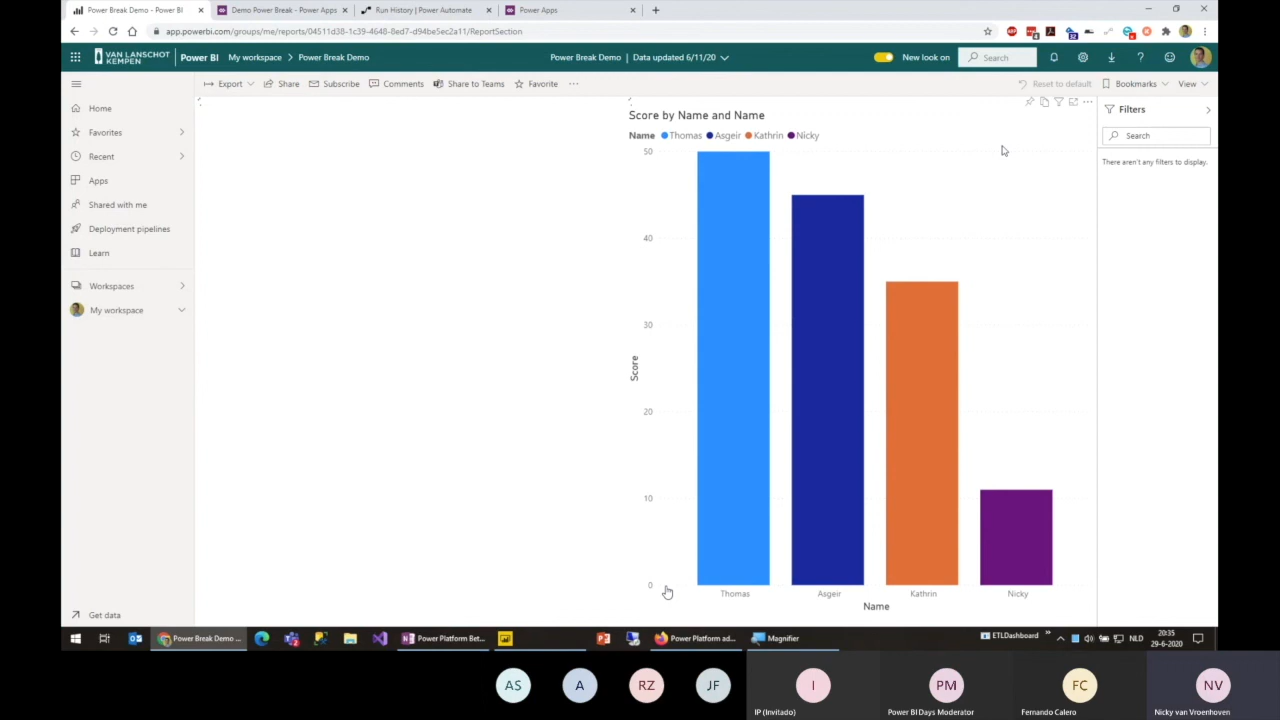 Power Break Demo - Power BI
Demo Power Break - Power Apps
Run History | Power Automate
Power Apps
app.powerbi.com/groups/me/reports/04511d38-1c39-4648-8ed7-d94be5ec2a11/ReportSection
VAN LANSCHOT KEMPEN
Power BI
My workspace > Power Break Demo
Power Break Demo | Data updated 6/11/20
New look on
Search
Export
Share
Subscribe
Comments
Share to Teams
Favorite
Reset to default
Bookmarks
View
Home
Favorites
Recent
Apps
Shared with me
Deployment pipelines
Learn
Workspaces
My workspace
Get data
Score by Name and Name
Name Thomas Asgeir Kathrin Nicky
50
40
30
20
10
0
Score
Thomas Asgeir Kathrin Nicky
Name
Filters
Search
There aren't any filters to display.
Power Break Demo ...
Power Platform Bet...
Power Platform ad...
Magnifier
ETLDashboard
NLD
20:35
29-6-2020
AS
A
RZ
JF
I
IP (Invitado)
PM
Power BI Days Moderator
FC
Fernando Calero
NV
Nicky van Vroenhoven